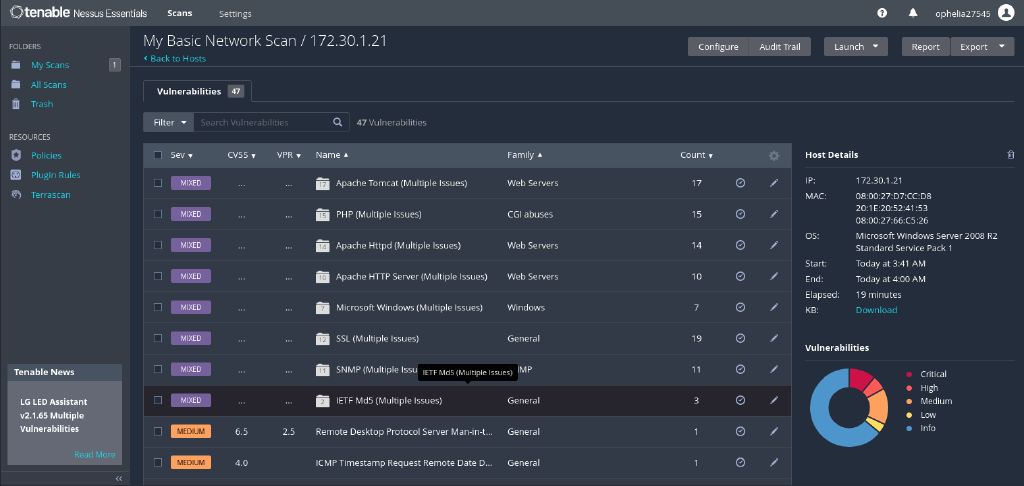 tenable Nessus Essentials Scans Settings ophelia27545
FOLDERS
My Scans 1
All Scans
Trash
RESOURCES
Policies
Plugin Rules
Terrascan
Tenable News
LG LED Assistant
v2.1.65 Multiple
Vulnerabilities
Read More
My Basic Network Scan / 172.30.1.21
Back to Hosts
Configure Audit Trail Launch Report Export
Vulnerabilities 47
Filter Search Vulnerabilities 47 Vulnerabilities
Sev CVSS VPR Name Family Count
MIXED ... ... 17 Apache Tomcat (Multiple Issues) Web Servers 17
MIXED ... ... 15 PHP (Multiple Issues) CGI abuses 15
MIXED ... ... 14 Apache Httpd (Multiple Issues) Web Servers 14
MIXED ... ... 10 Apache HTTP Server (Multiple Issues) Web Servers 10
MIXED ... ... 7 Microsoft Windows (Multiple Issues) Windows 7
MIXED ... ... 12 SSL (Multiple Issues) General 19
MIXED ... ... 11 SNMP (Multiple Issu MP 11
IETF Md5 (Multiple Issues)
MIXED ... ... 2 IETF Md5 (Multiple Issues) General 3
MEDIUM 6.5 2.5 Remote Desktop Protocol Server Man-in-t... General 1
MEDIUM 4.0 ICMP Timestamp Request Remote Date D... General 1
Host Details
IP: 172.30.1.21
MAC: 08:00:27:D7:CC:D8
20:1E:20:52:41:53
08:00:27:66:C5:26
OS: Microsoft Windows Server 2008 R2
Standard Service Pack 1
Start: Today at 3:41 AM
End: Today at 4:00 AM
Elapsed: 19 minutes
KB: Download
Vulnerabilities
Critical
High
Medium
Low
Info